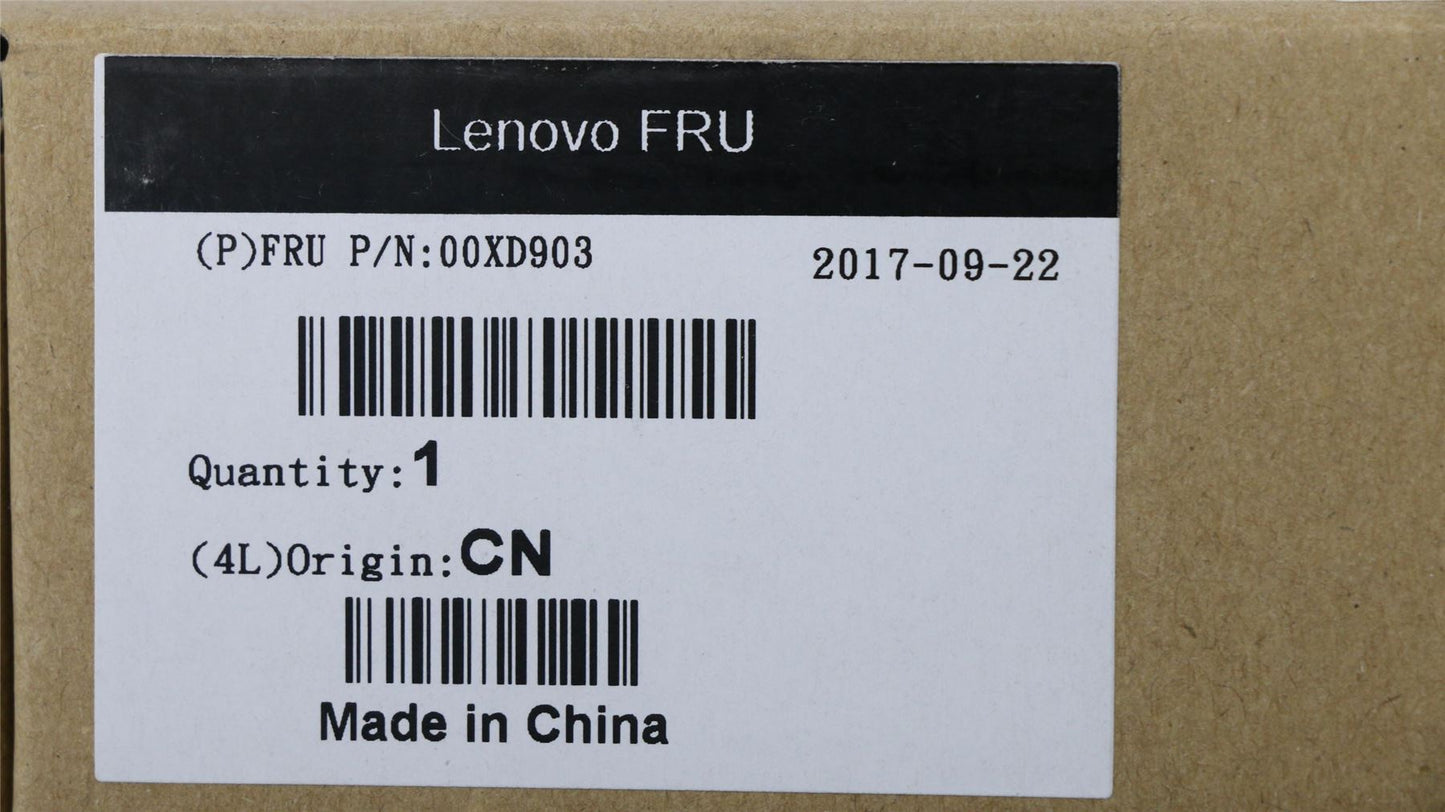 Lenovo FRU
(P)FRU P/N:00XD903
2017-09-22
Quantity:1
(4L)Origin:CN
Made in China